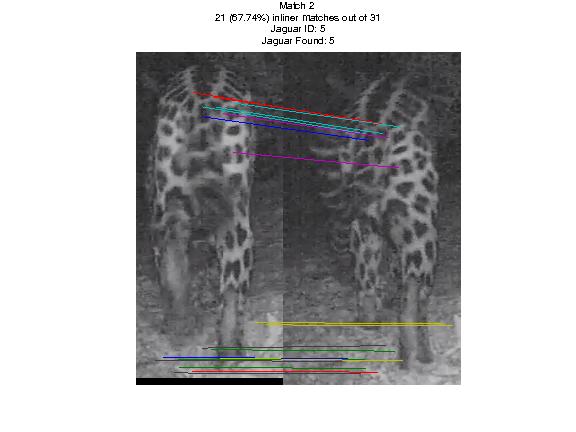 Match 2
21 (67.74%) inliner matches out of 31
Jaguar ID: 5
Jaguar Found: 5